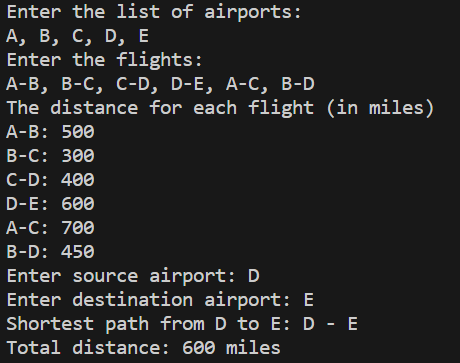 Enter the list of airports:
A, B, C, D, E
Enter the flights:
A-B, B-C, C-D, D-E, A-C, B-D
The distance for each flight (in miles)
A-B: 500
B-C: 300
C-D: 400
D-E: 600
A-C: 700
B-D: 450
Enter source airport: D
Enter destination airport: E
Shortest path from D to E: D - E
Total distance: 600 miles